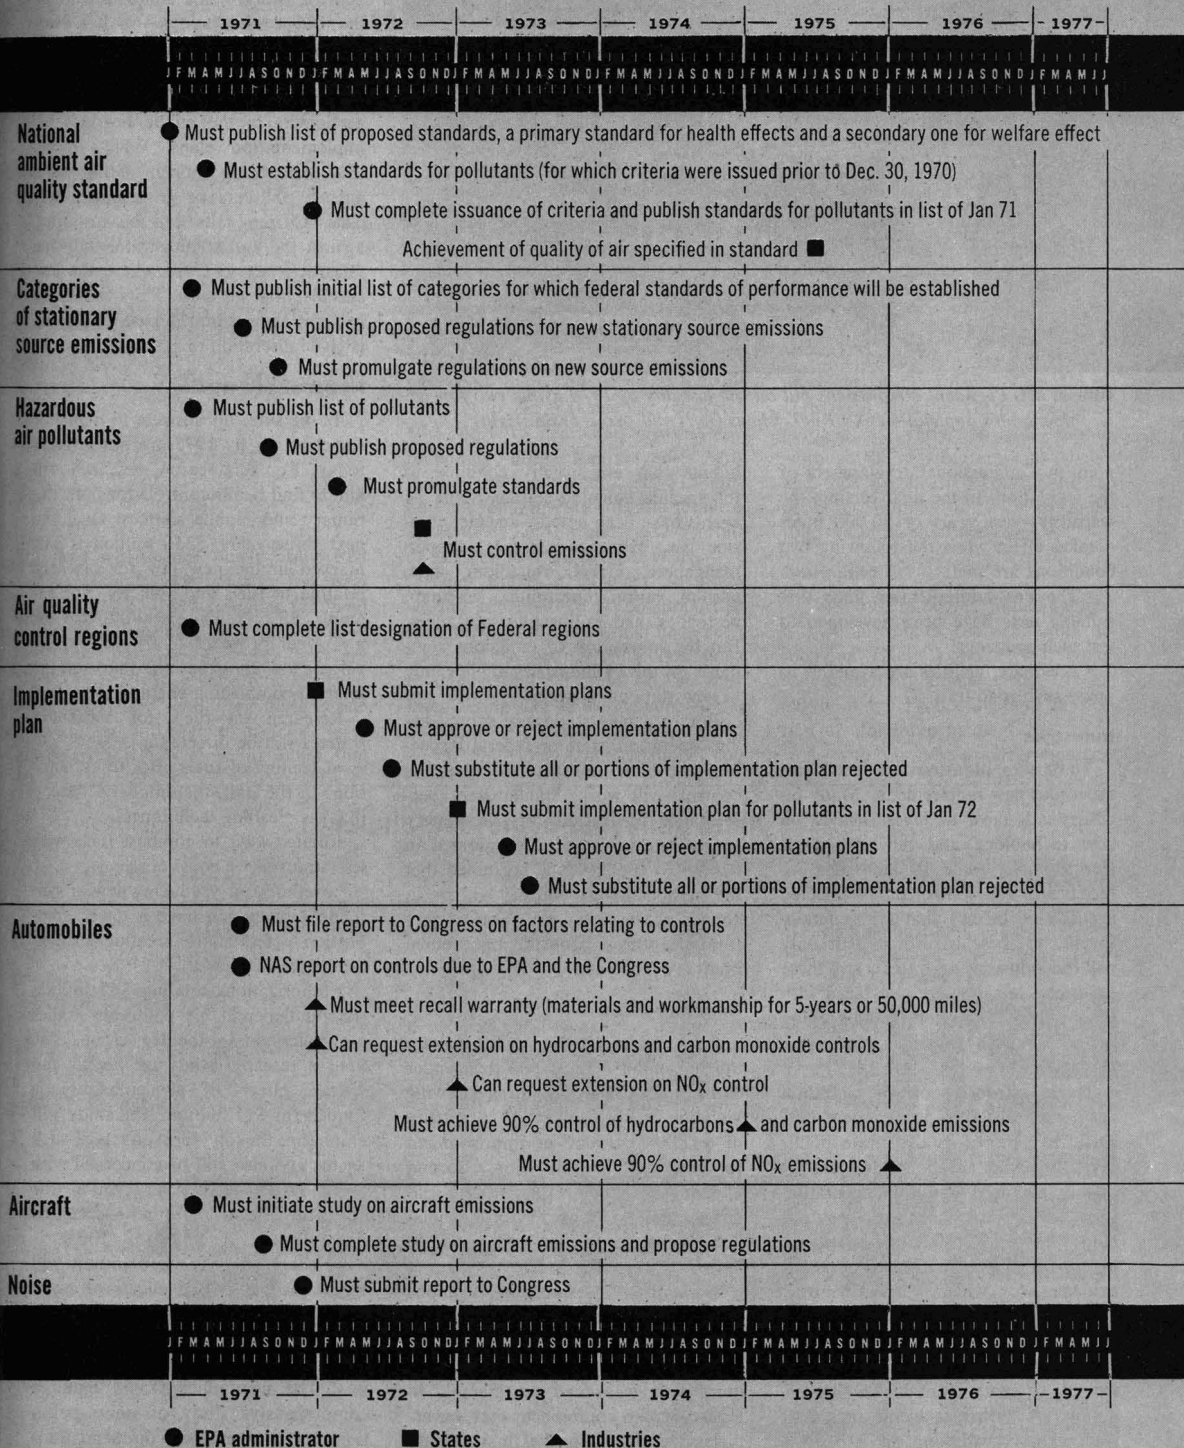 1971 1972 1973 1974 1975 1976 1977
J F M A M J J A S O N D J F M A M J J A S O N D J F M A M J J A S O N D J F M A M J J A S O N D J F M A M J J A S O N D J F M A M J J A S O N D J F M A M J J
National
ambient air
quality standard
Must publish list of proposed standards, a primary standard for health effects and a secondary one for welfare effect
Must establish standards for pollutants (for which criteria were issued prior to Dec. 30, 1970)
Must complete issuance of criteria and publish standards for pollutants in list of Jan 71
Achievement of quality of air specified in standard
Categories
of stationary
source emissions
Must publish initial list of categories for which federal standards of performance will be established
Must publish proposed regulations for new stationary source emissions
Must promulgate regulations on new source emissions
Hazardous
air pollutants
Must publish list of pollutants
Must publish proposed regulations
Must promulgate standards
Must control emissions
Air quality
control regions
Must complete list designation of Federal regions
Implementation
plan
Must submit implementation plans
Must approve or reject implementation plans
Must substitute all or portions of implementation plan rejected
Must submit implementation plan for pollutants in list of Jan 72
Must approve or reject implementation plans
Must substitute all or portions of implementation plan rejected
Automobiles
Must file report to Congress on factors relating to controls
NAS report on controls due to EPA and the Congress
Must meet recall warranty (materials and workmanship for 5-years or 50,000 miles)
Can request extension on hydrocarbons and carbon monoxide controls
Can request extension on NOx control
Must achieve 90% control of hydrocarbons and carbon monoxide emissions
Must achieve 90% control of NOx emissions
Aircraft
Must initiate study on aircraft emissions
Must complete study on aircraft emissions and propose regulations
Noise
Must submit report to Congress
J F M A M J J A S O N D J F M A M J J A S O N D J F M A M J J A S O N D J F M A M J J A S O N D J F M A M J J A S O N D J F M A M J J A S O N D J F M A M J J
1971 1972 1973 1974 1975 1976 1977
EPA administrator States Industries